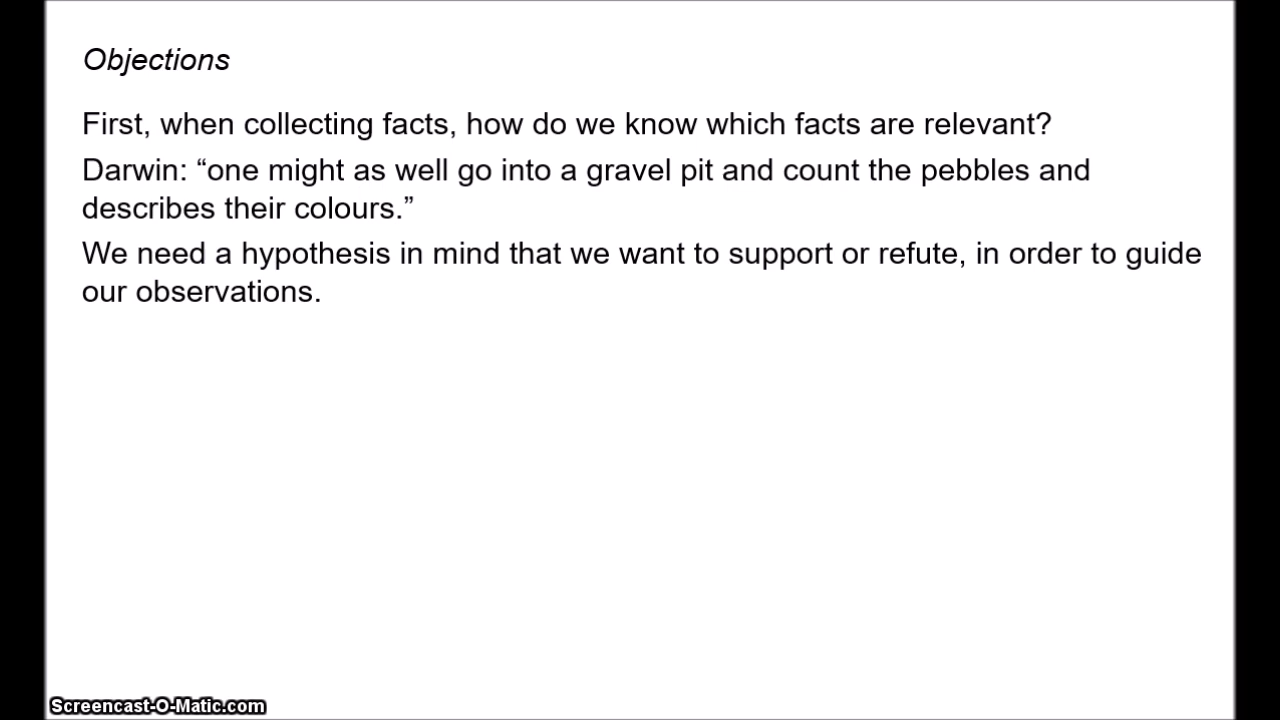 Objections
First, when collecting facts, how do we know which facts are relevant?
Darwin: “one might as well go into a gravel pit and count the pebbles and
describes their colours.”
We need a hypothesis in mind that we want to support or refute, in order to guide
our observations.
Screencast-O-Matic.com